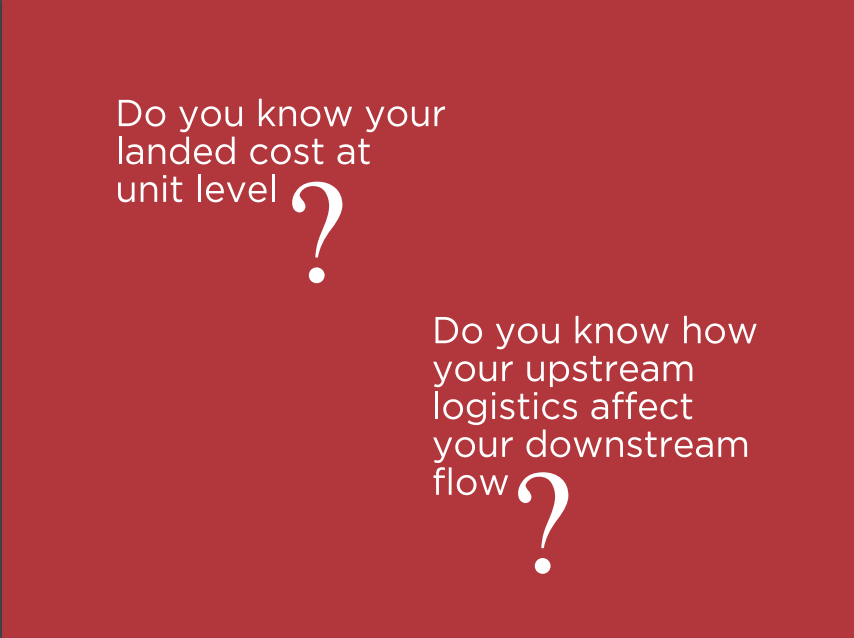 Do you know your
landed cost at
unit level?
Do you know how
your upstream
logistics affect
your downstream
flow?